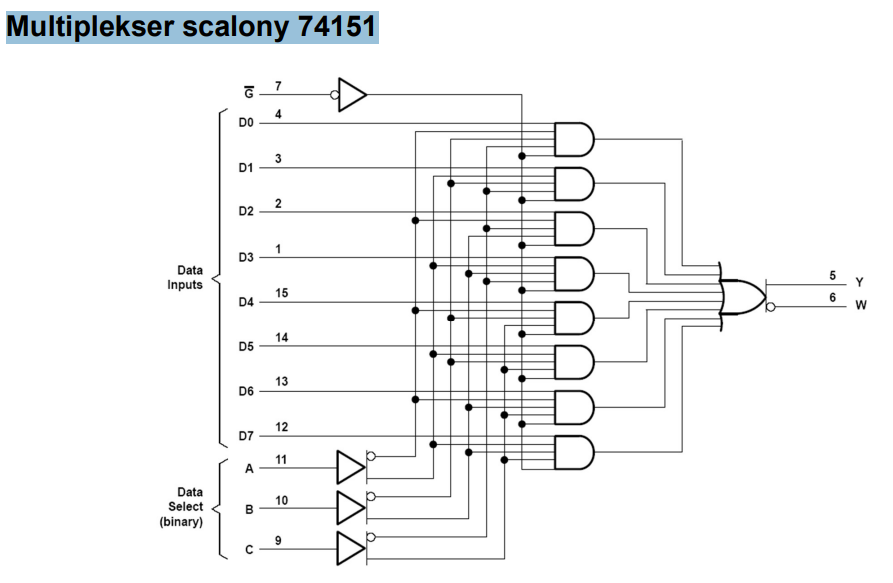 Multiplekser scalony 74151
G̅ 7
D0 4
D1 3
D2 2
D3 1
Data
Inputs
D4 15
D5 14
D6 13
D7 12
A 11
Data
Select
(binary)
B 10
C 9
5 Y
6 W